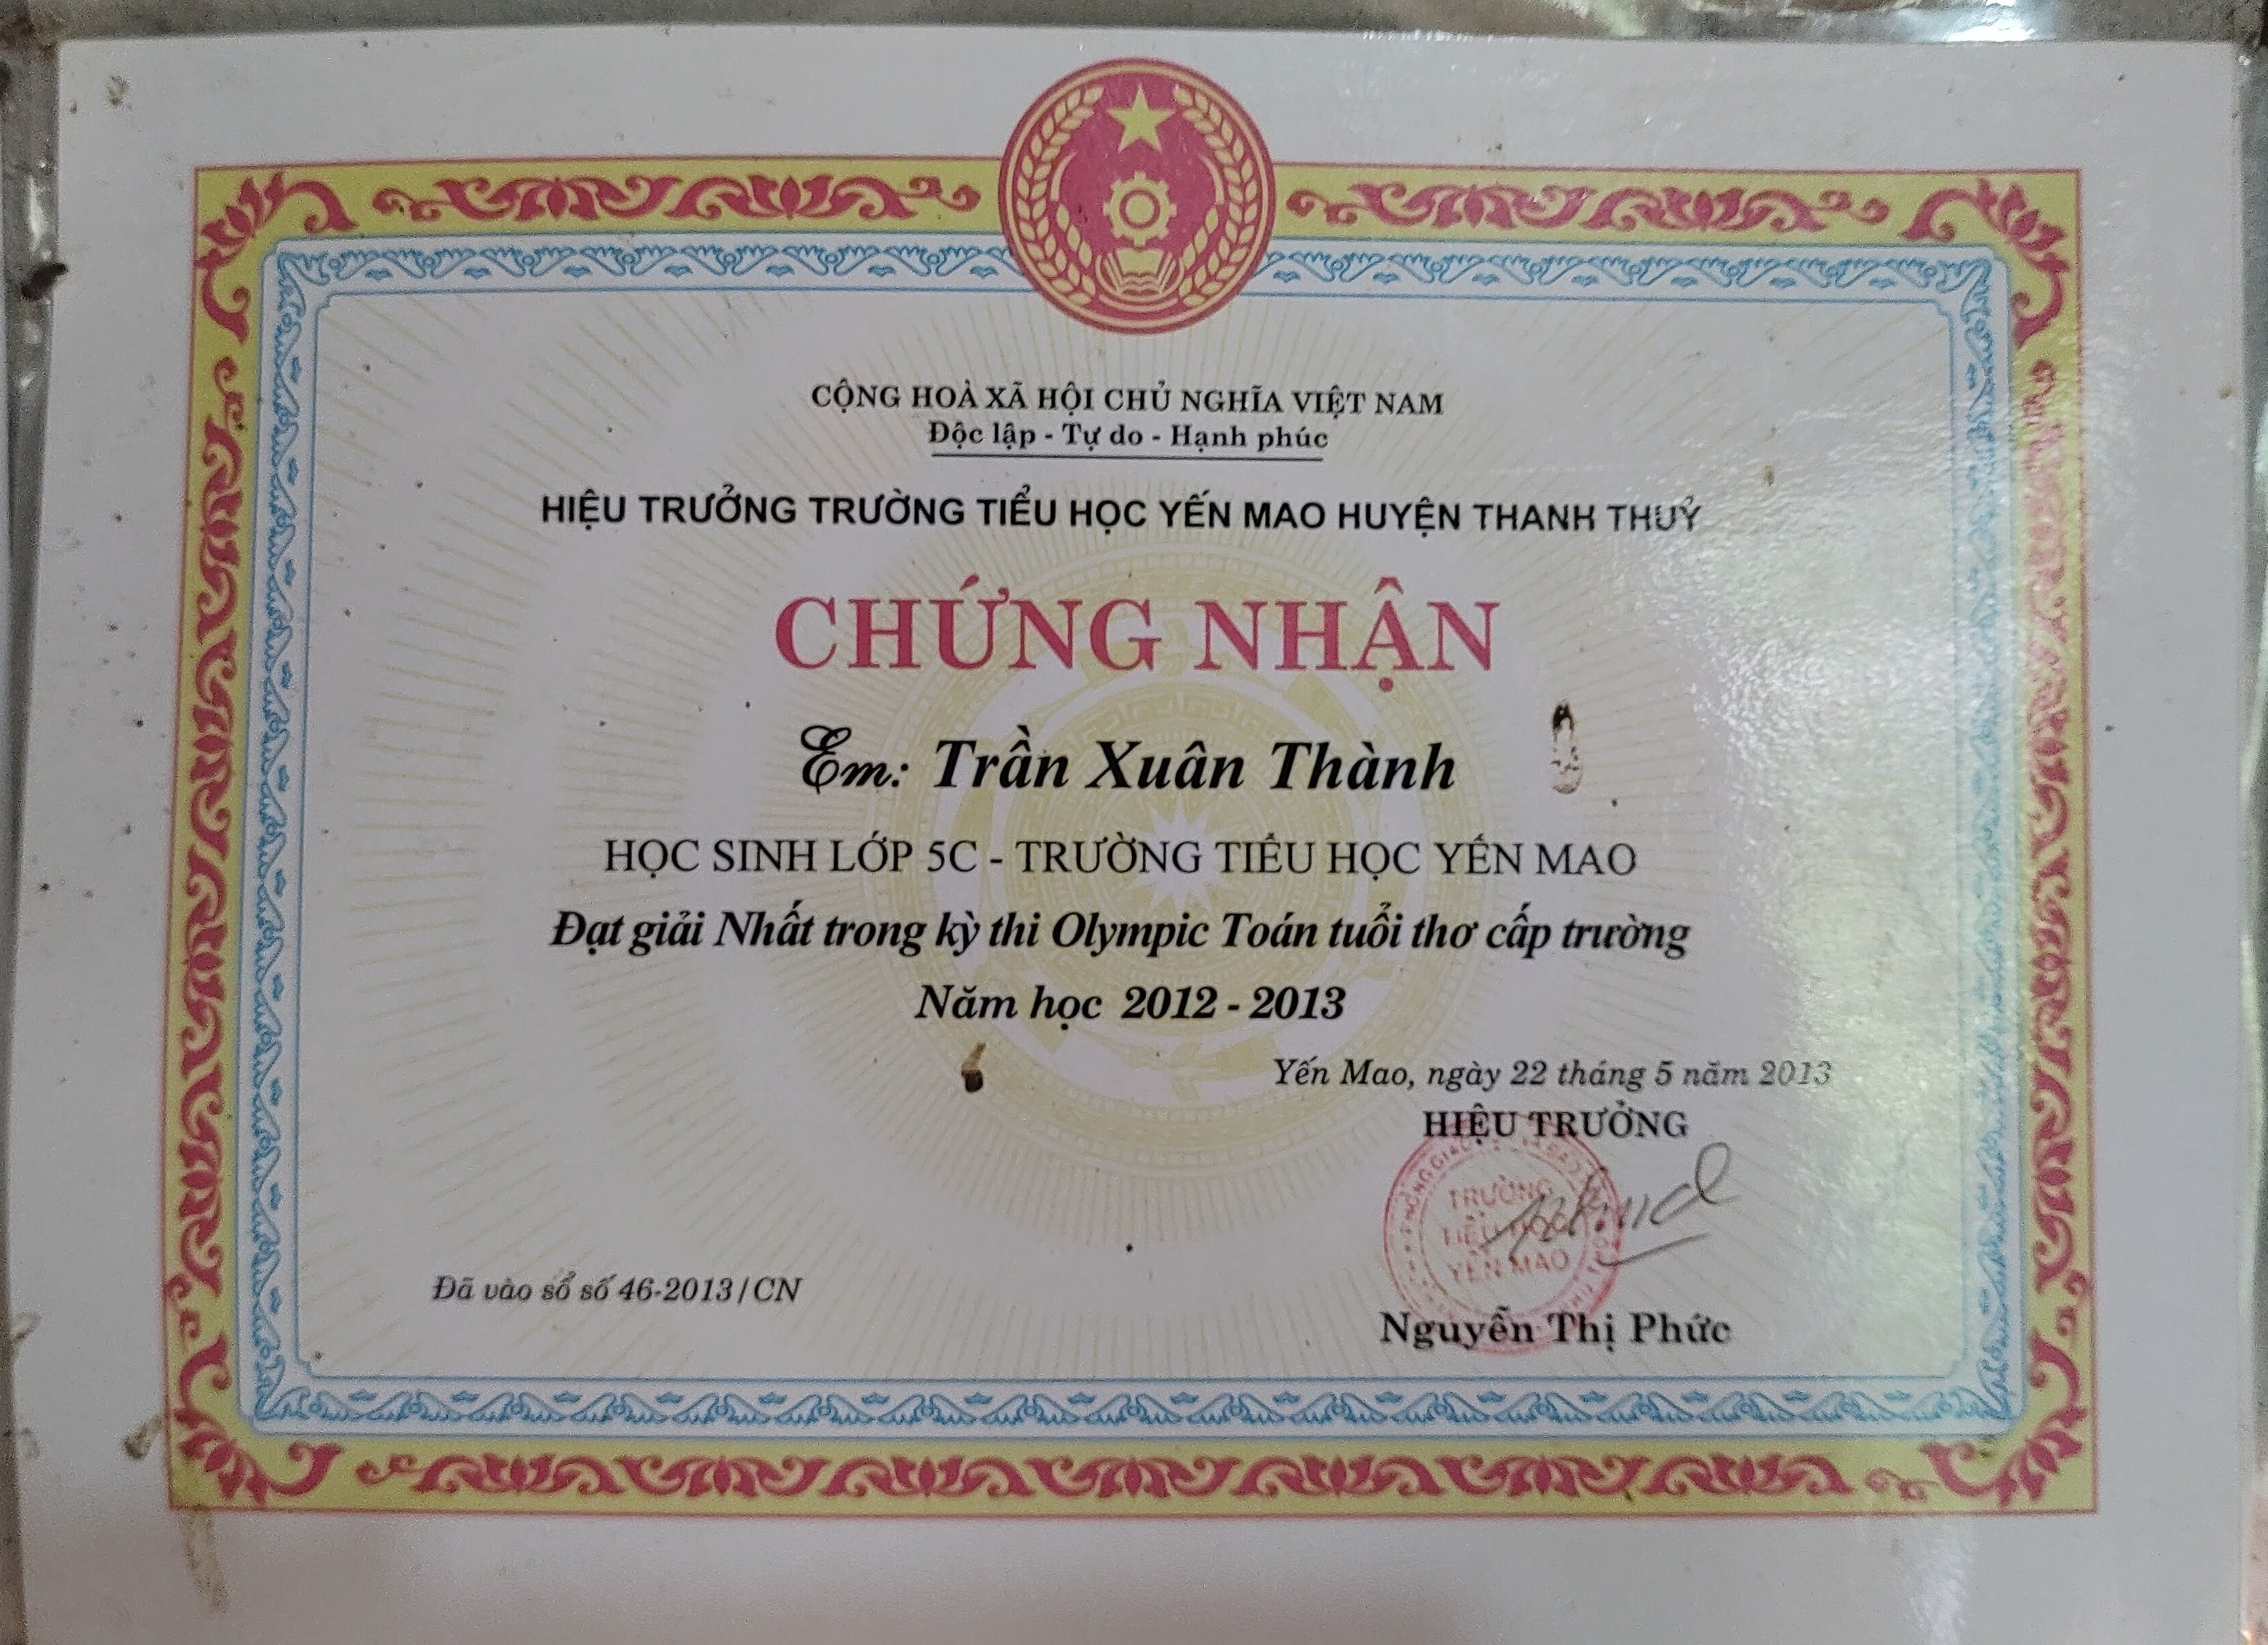 CỘNG HOÀ XÃ HỘI CHỦ NGHĨA VIỆT NAM
Độc lập - Tự do - Hạnh phúc
HIỆU TRƯỞNG TRƯỜNG TIỂU HỌC YẾN MAO HUYỆN THANH THUỶ
CHỨNG NHẬN
Em: Trần Xuân Thành
HỌC SINH LỚP 5C - TRƯỜNG TIỂU HỌC YẾN MAO
Đạt giải Nhất trong kỳ thi Olympic Toán tuổi thơ cấp trường
Năm học 2012 - 2013
Yến Mao, ngày 22 tháng 5 năm 2013
HIỆU TRƯỞNG
TRƯỜNG
TIỂU HỌC
YẾN MAO
Đã vào sổ số 46-2013/CN
Nguyễn Thị Phức